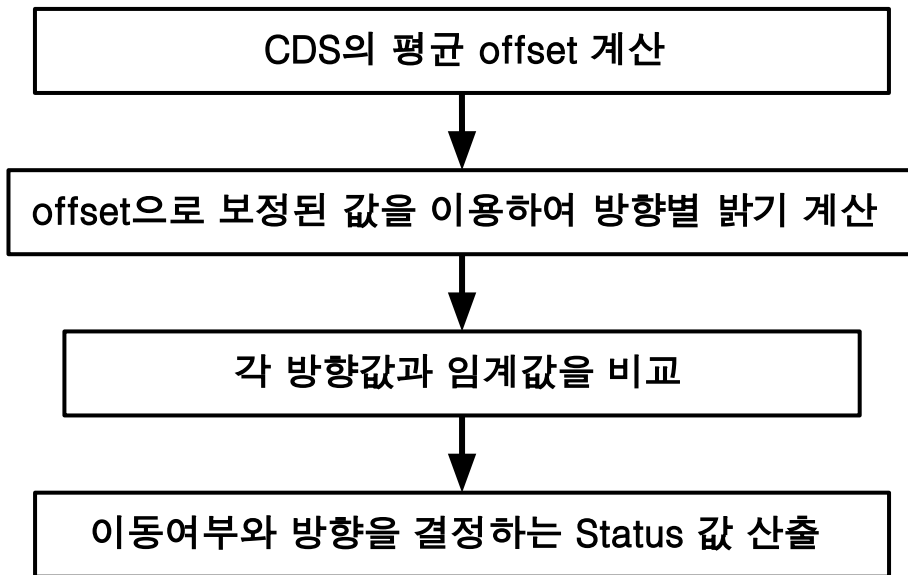 CDS의 평균 offset 계산
offset으로 보정된 값을 이용하여 방향별 밝기 계산
각 방향값과 임계값을 비교
이동여부와 방향을 결정하는 Status 값 산출